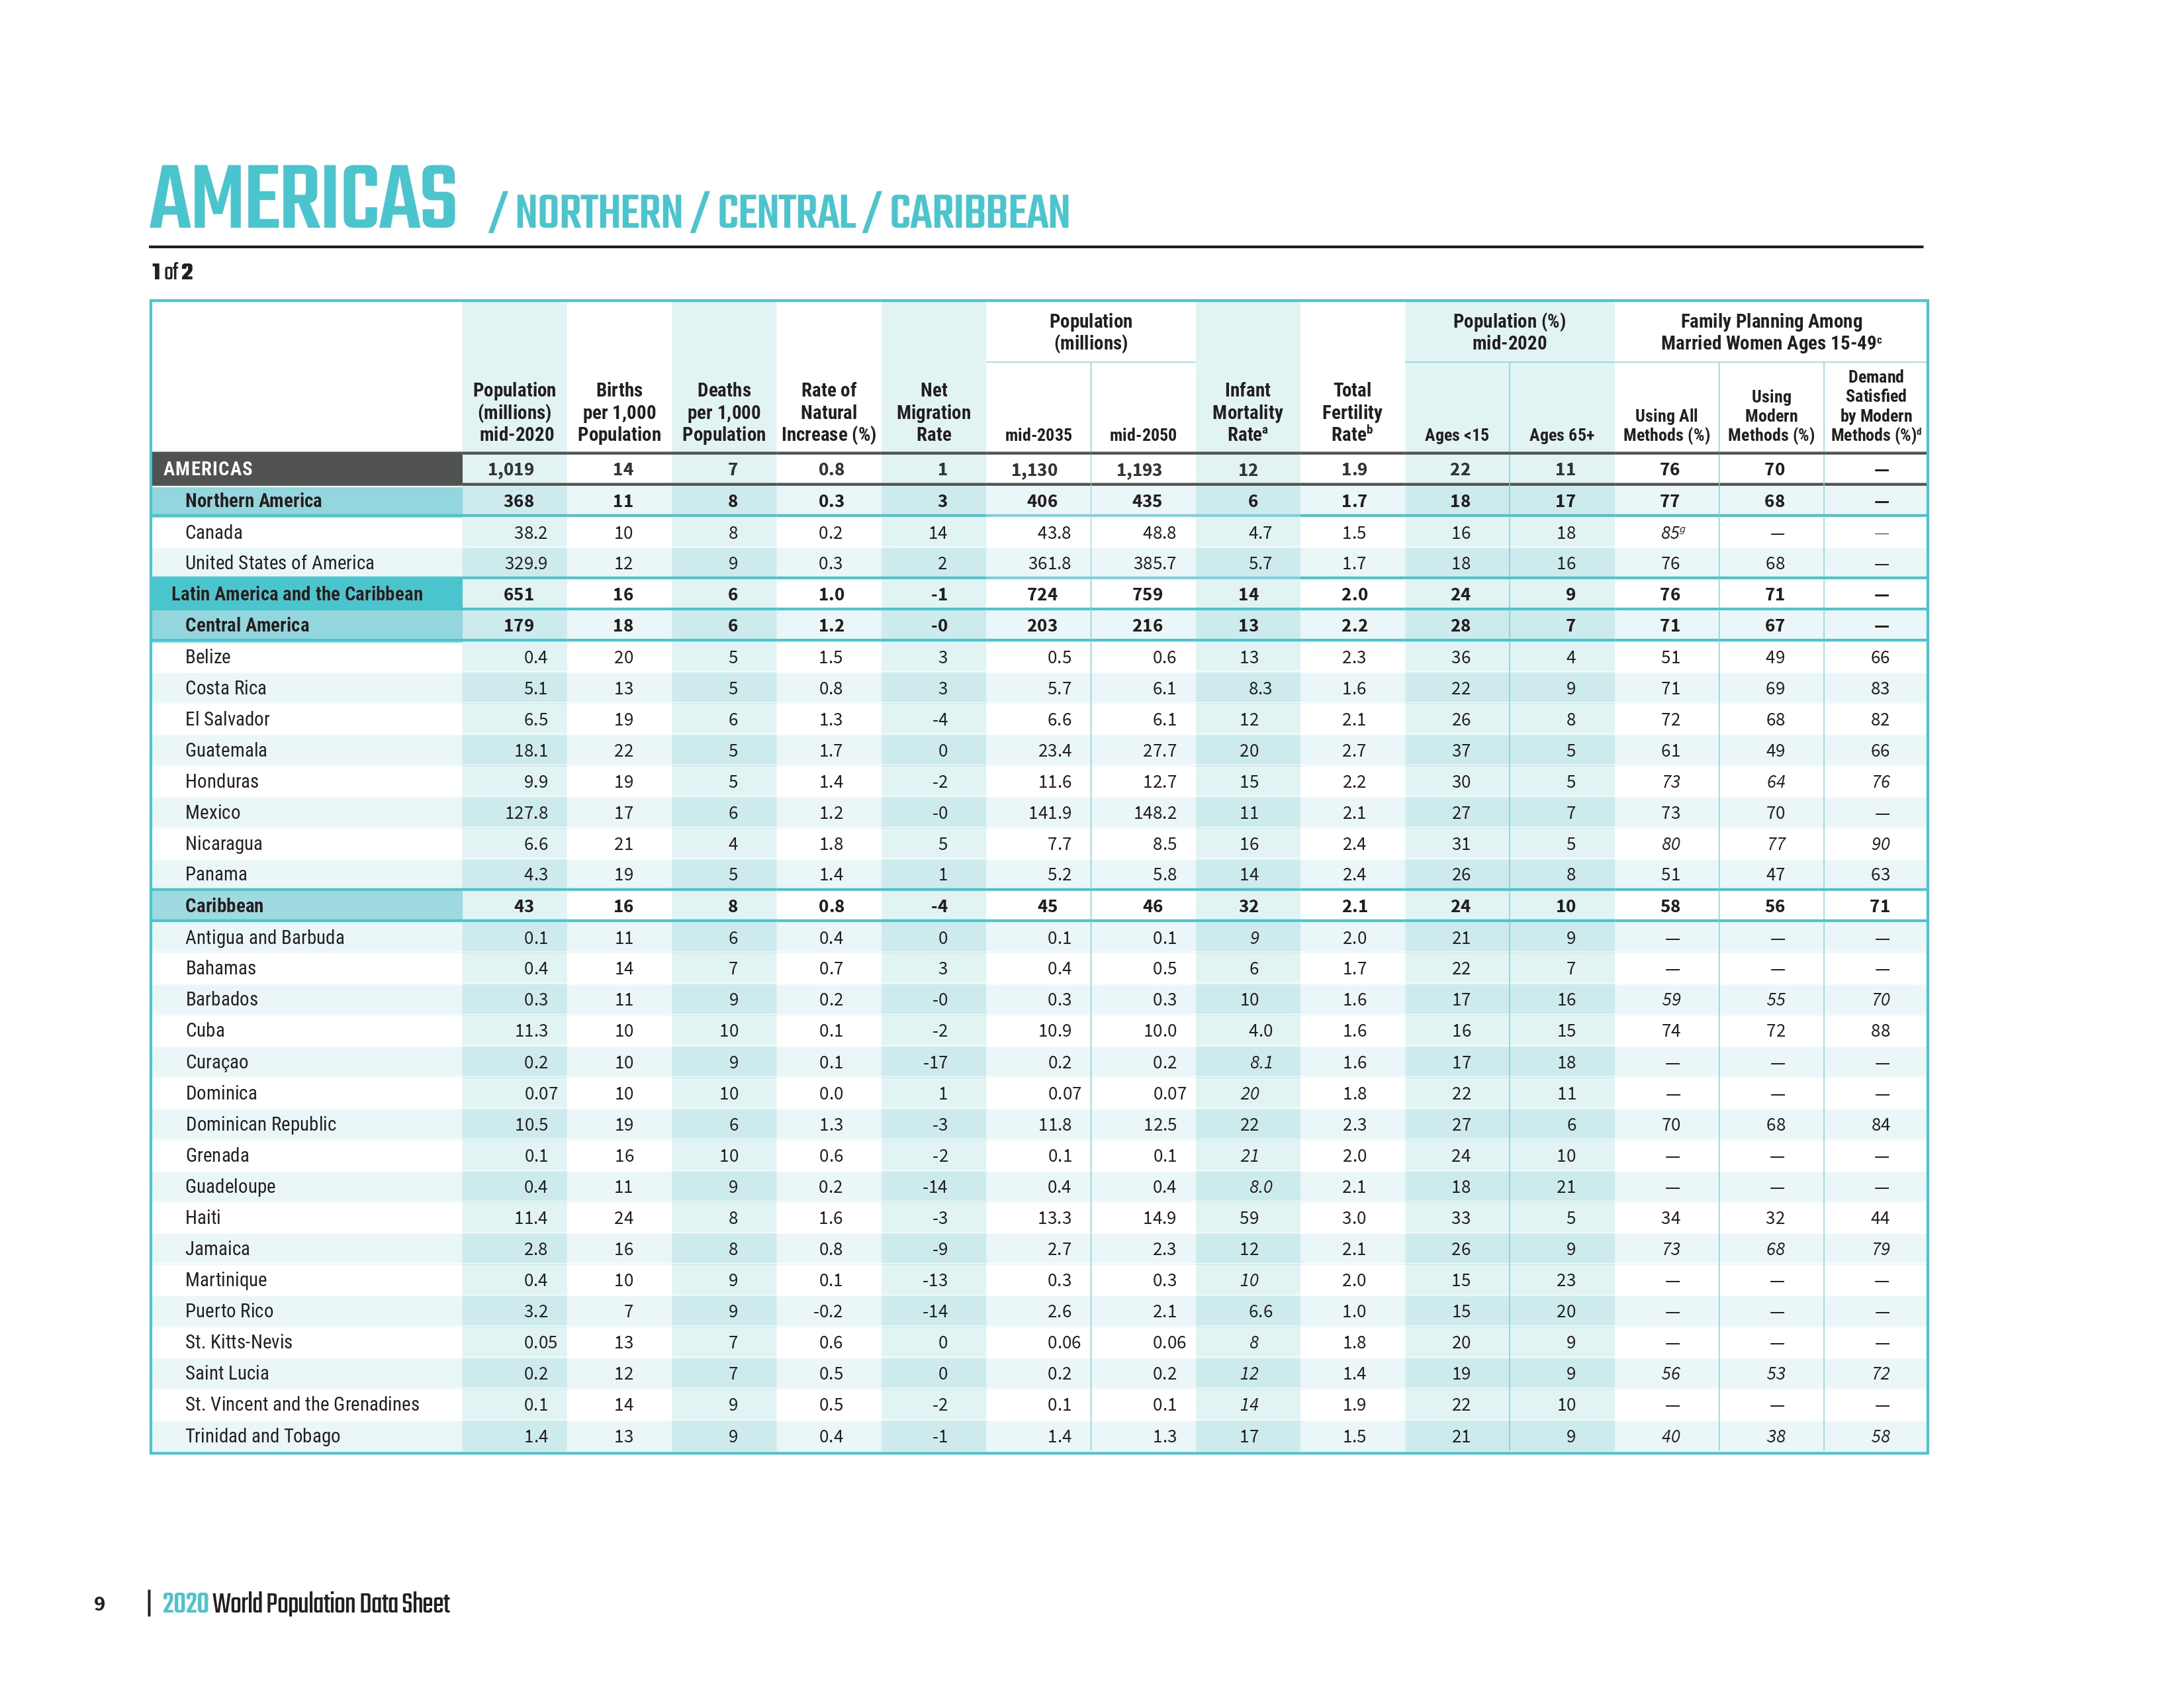 AMERICAS / NORTHERN / CENTRAL / CARIBBEAN
1 of 2
Population (millions) Population (%) mid-2020 Family Planning Among Married Women Ages 15-49c
Population (millions) mid-2020 Births per 1,000 Population Deaths per 1,000 Population Rate of Natural Increase (%) Net Migration Rate mid-2035 mid-2050 Infant Mortality Ratea Total Fertility Rateb Ages <15 Ages 65+ Using All Methods (%) Using Modern Methods (%) Demand Satisfied by Modern Methods (%)d
AMERICAS 1,019 14 7 0.8 1 1,130 1,193 12 1.9 22 11 76 70 —
Northern America 368 11 8 0.3 3 406 435 6 1.7 18 17 77 68 —
Canada 38.2 10 8 0.2 14 43.8 48.8 4.7 1.5 16 18 85g — —
United States of America 329.9 12 9 0.3 2 361.8 385.7 5.7 1.7 18 16 76 68 —
Latin America and the Caribbean 651 16 6 1.0 -1 724 759 14 2.0 24 9 76 71 —
Central America 179 18 6 1.2 -0 203 216 13 2.2 28 7 71 67 —
Belize 0.4 20 5 1.5 3 0.5 0.6 13 2.3 36 4 51 49 66
Costa Rica 5.1 13 5 0.8 3 5.7 6.1 8.3 1.6 22 9 71 69 83
El Salvador 6.5 19 6 1.3 -4 6.6 6.1 12 2.1 26 8 72 68 82
Guatemala 18.1 22 5 1.7 0 23.4 27.7 20 2.7 37 5 61 49 66
Honduras 9.9 19 5 1.4 -2 11.6 12.7 15 2.2 30 5 73 64 76
Mexico 127.8 17 6 1.2 -0 141.9 148.2 11 2.1 27 7 73 70 —
Nicaragua 6.6 21 4 1.8 5 7.7 8.5 16 2.4 31 5 80 77 90
Panama 4.3 19 5 1.4 1 5.2 5.8 14 2.4 26 8 51 47 63
Caribbean 43 16 8 0.8 -4 45 46 32 2.1 24 10 58 56 71
Antigua and Barbuda 0.1 11 6 0.4 0 0.1 0.1 9 2.0 21 9 — — —
Bahamas 0.4 14 7 0.7 3 0.4 0.5 6 1.7 22 7 — — —
Barbados 0.3 11 9 0.2 -0 0.3 0.3 10 1.6 17 16 59 55 70
Cuba 11.3 10 10 0.1 -2 10.9 10.0 4.0 1.6 16 15 74 72 88
Curaçao 0.2 10 9 0.1 -17 0.2 0.2 8.1 1.6 17 18 — — —
Dominica 0.07 10 10 0.0 1 0.07 0.07 20 1.8 22 11 — — —
Dominican Republic 10.5 19 6 1.3 -3 11.8 12.5 22 2.3 27 6 70 68 84
Grenada 0.1 16 10 0.6 -2 0.1 0.1 21 2.0 24 10 — — —
Guadeloupe 0.4 11 9 0.2 -14 0.4 0.4 8.0 2.1 18 21 — — —
Haiti 11.4 24 8 1.6 -3 13.3 14.9 59 3.0 33 5 34 32 44
Jamaica 2.8 16 8 0.8 -9 2.7 2.3 12 2.1 26 9 73 68 79
Martinique 0.4 10 9 0.1 -13 0.3 0.3 10 2.0 15 23 — — —
Puerto Rico 3.2 7 9 -0.2 -14 2.6 2.1 6.6 1.0 15 20 — — —
St. Kitts-Nevis 0.05 13 7 0.6 0 0.06 0.06 8 1.8 20 9 — — —
Saint Lucia 0.2 12 7 0.5 0 0.2 0.2 12 1.4 19 9 56 53 72
St. Vincent and the Grenadines 0.1 14 9 0.5 -2 0.1 0.1 14 1.9 22 10 — — —
Trinidad and Tobago 1.4 13 9 0.4 -1 1.4 1.3 17 1.5 21 9 40 38 58
9 | 2020 World Population Data Sheet